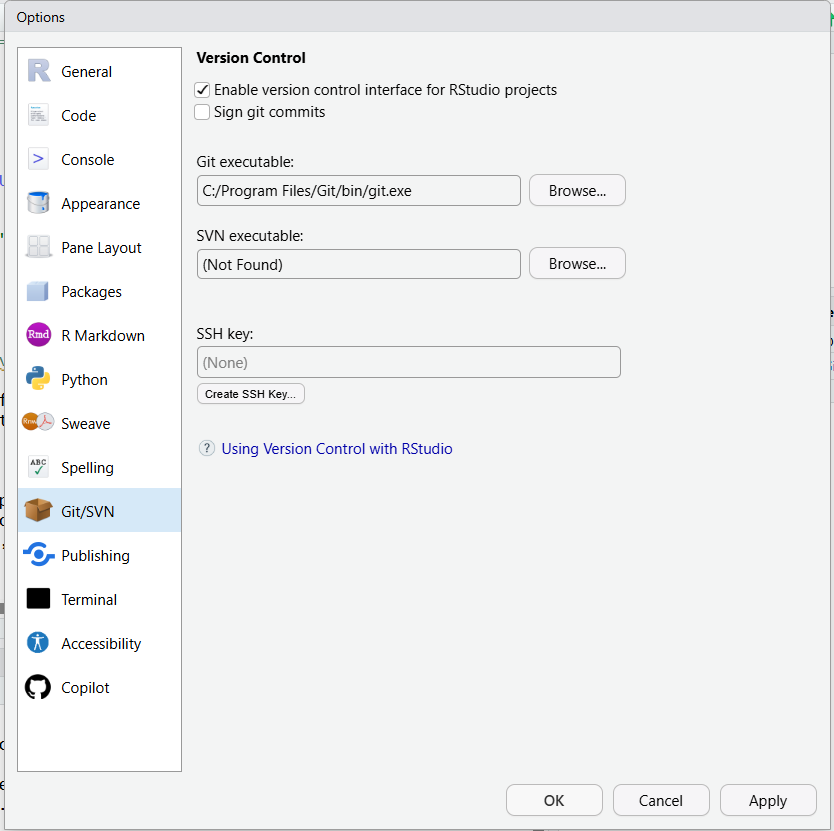 Options
General
Code
Console
Appearance
Pane Layout
Packages
Rmd R Markdown
Python
Rnw Sweave
ABC Spelling
Git/SVN
Publishing
Terminal
Accessibility
Copilot
Version Control
Enable version control interface for RStudio projects
Sign git commits
Git executable:
C:/Program Files/Git/bin/git.exe Browse...
SVN executable:
(Not Found) Browse...
SSH key:
(None)
Create SSH Key...
? Using Version Control with RStudio
OK Cancel Apply